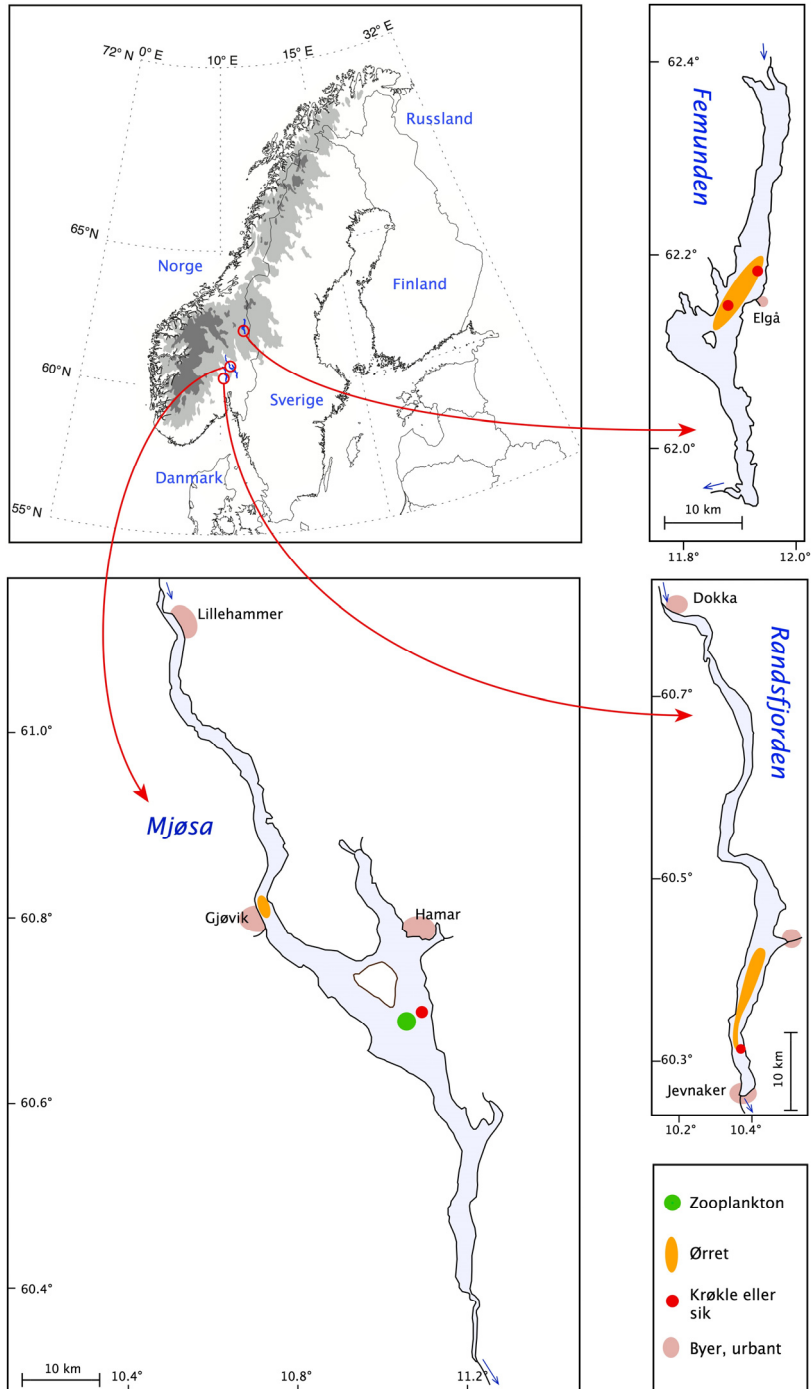 72° N
0° E
10° E
15° E
32° E
Russland
65°N
Norge
Finland
60°N
Sverige
Danmark
55°N
62.4°
Femunden
62.2°
Elgå
62.0°
10 km
11.8°
12.0°
Lillehammer
61.0°
Mjøsa
60.8°
Gjøvik
Hamar
60.6°
60.4°
10 km
10.4°
10.8°
11.2°
Dokka
60.7°
Randsfjorden
60.5°
60.3°
10 km
Jevnaker
10.2°
10.4°
Zooplankton
Ørret
Krøkle eller
sik
Byer, urbant